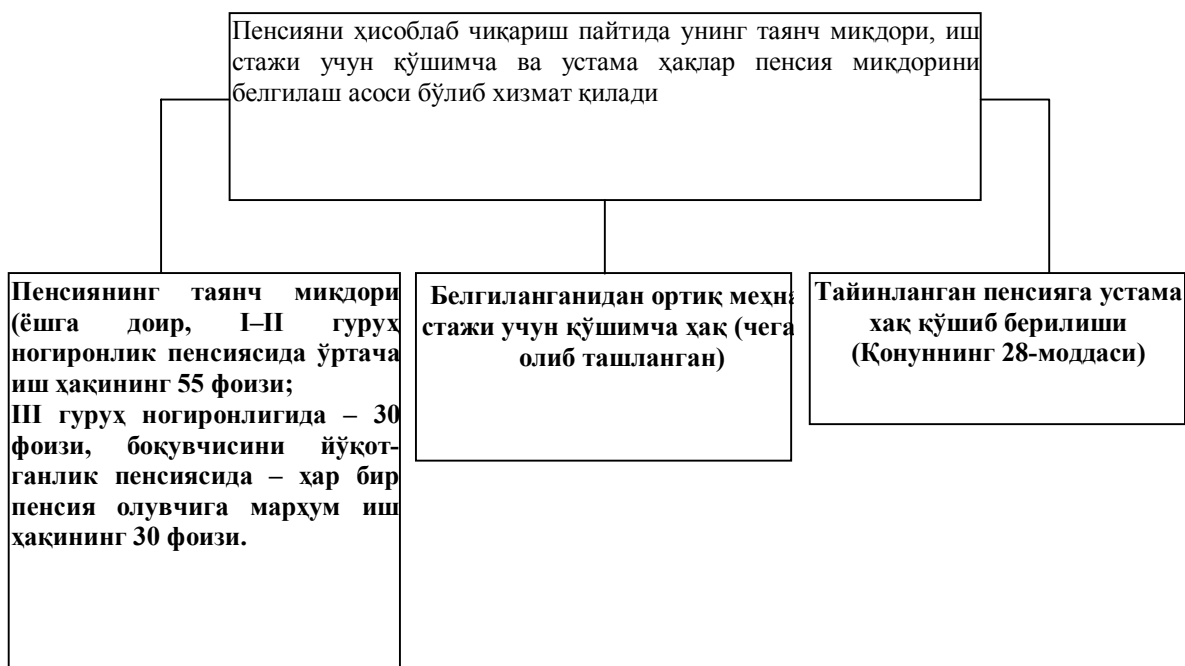 Пенсияни ҳисоблаб чиқариш пайтида унинг таянч миқдори, иш
стажи учун қўшимча ва устама ҳақлар пенсия миқдорини
белгилаш асоси бўлиб хизмат қилади
Пенсиянинг таянч миқдори
(ёшга доир, I–II гуруҳ
ногиронлик пенсиясида ўртача
иш ҳақининг 55 фоизи;
III гуруҳ ногиронлигида – 30
фоизи, боқувчисини йўқот-
ганлик пенсиясида – ҳар бир
пенсия олувчига марҳум иш
ҳақининг 30 фоизи.
Белгиланганидан ортиқ
стажи учун қўшимча ҳақ
олиб ташланган)
Тайинланган пенсияга устама
хақ қўшиб берилиши
(Қонуннинг 28-моддаси)